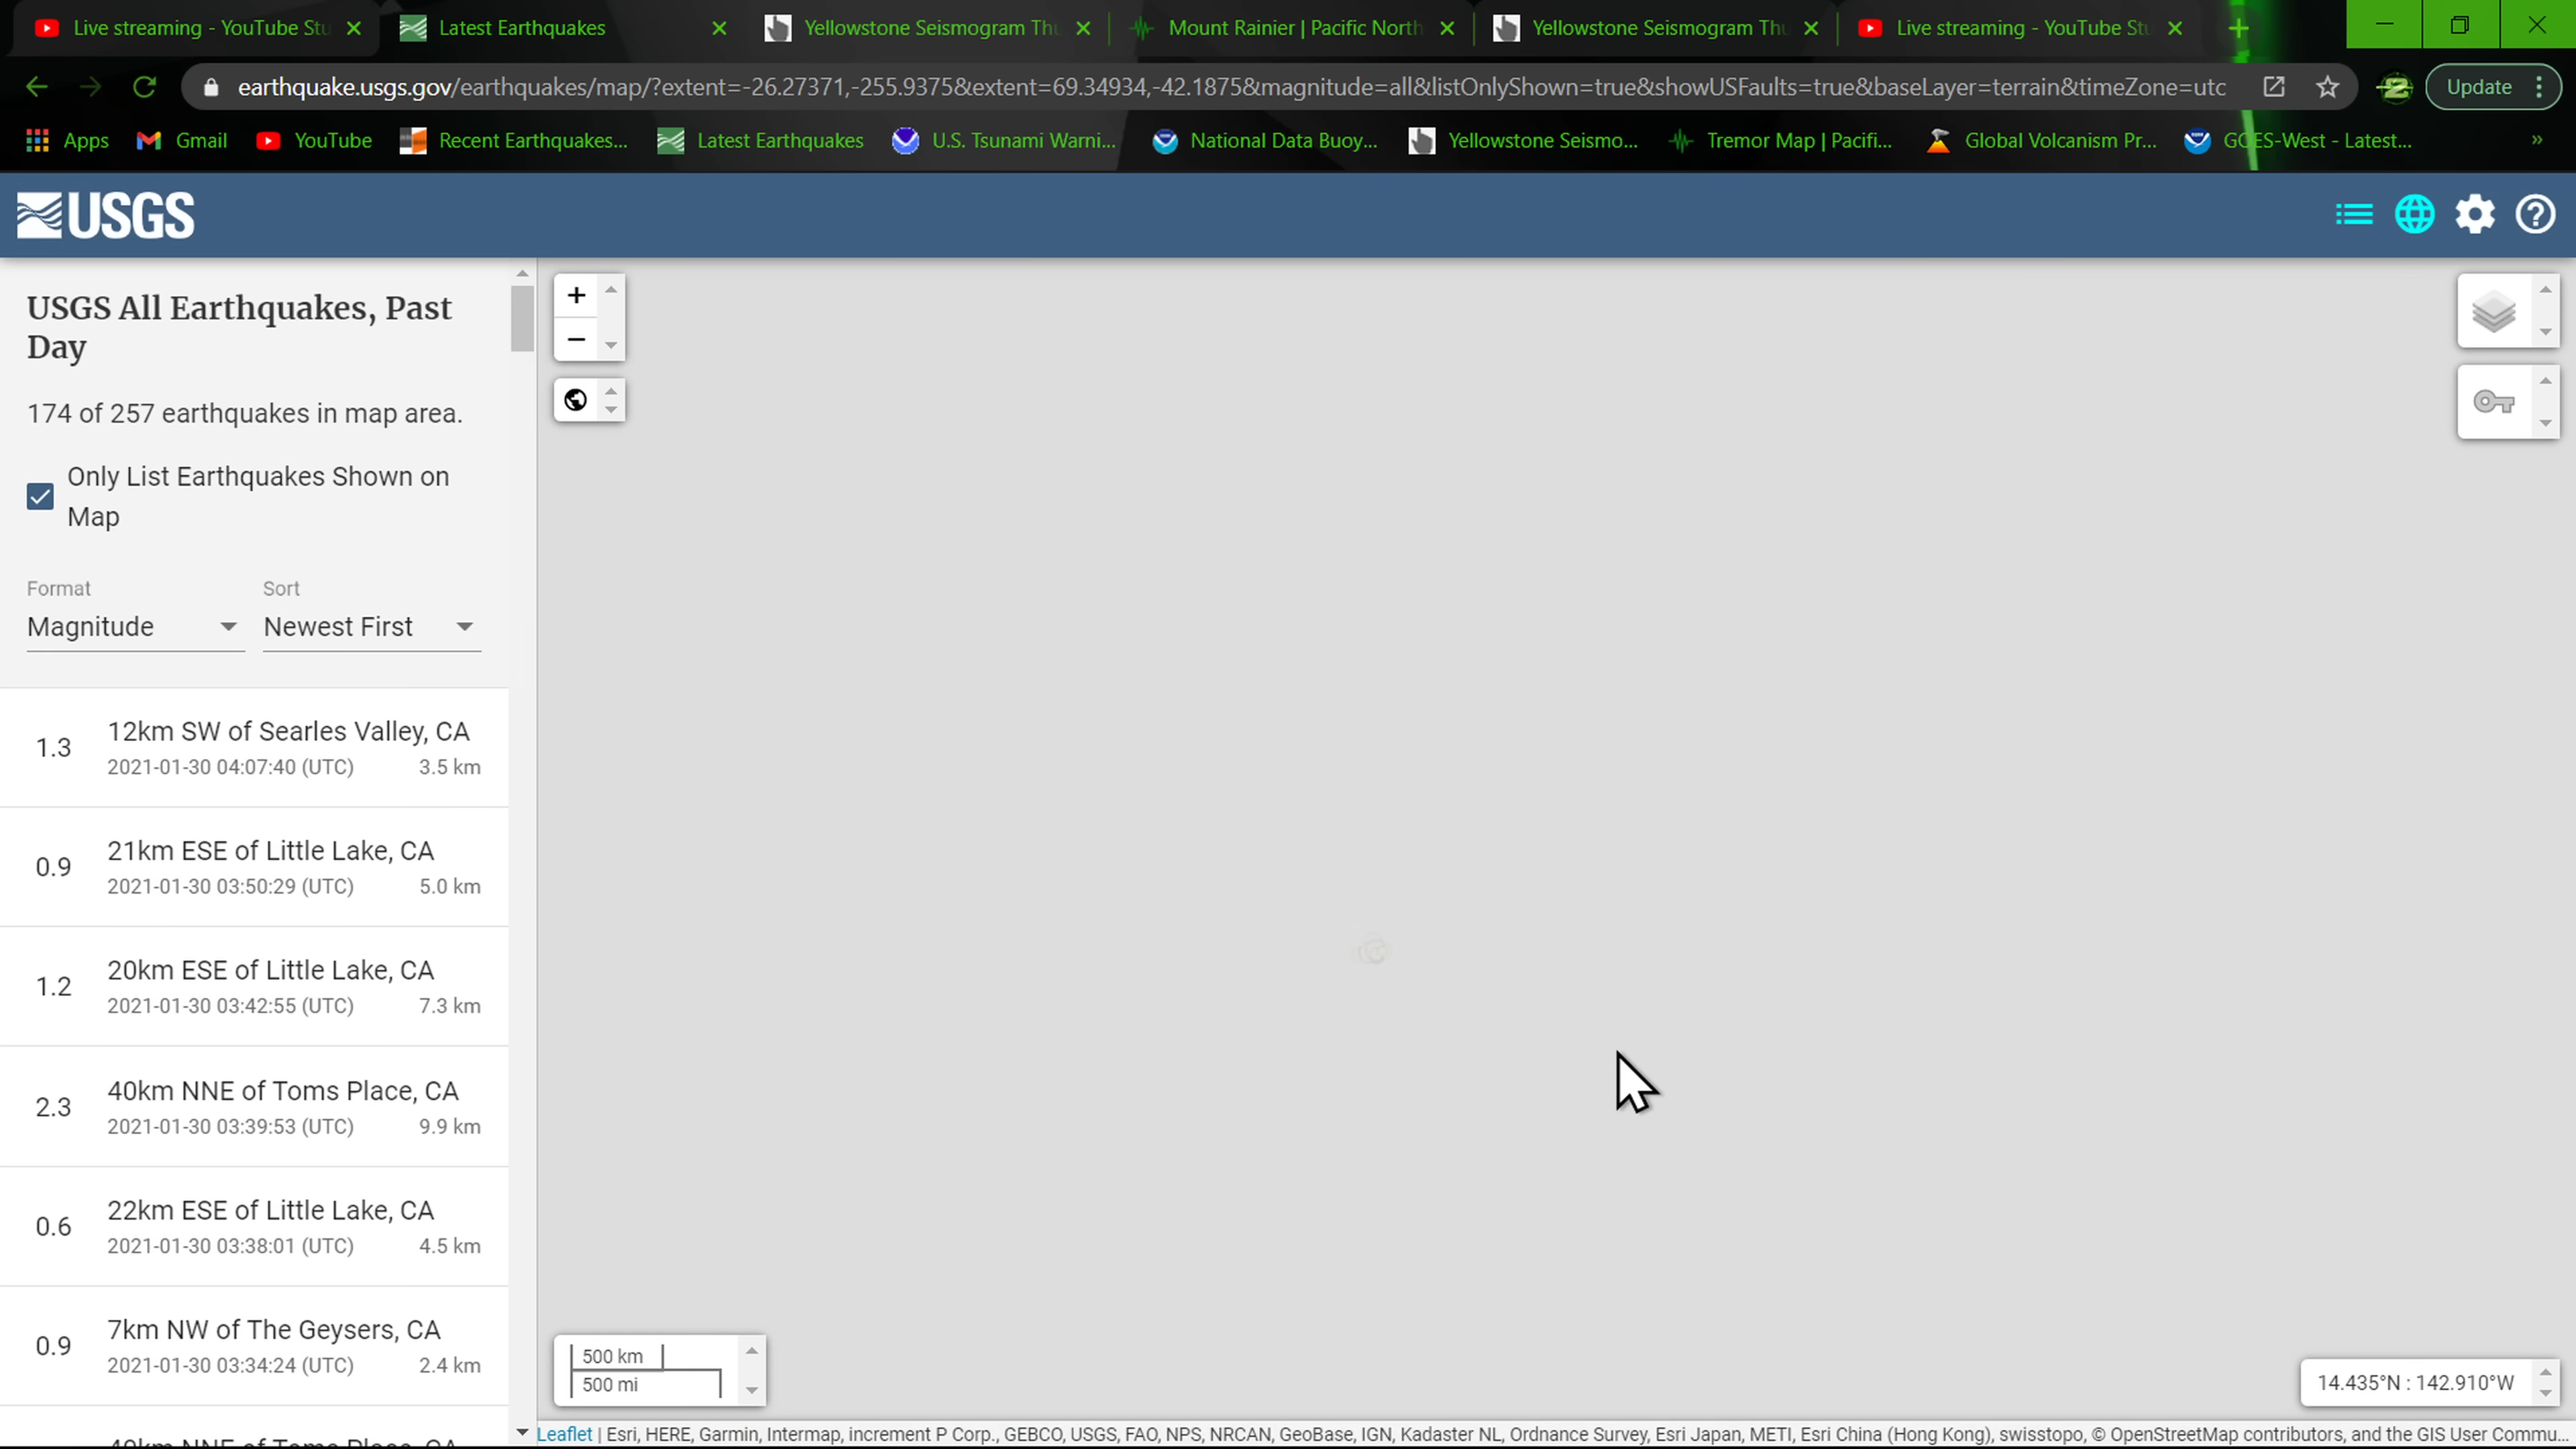 Live streaming - YouTube Stu
Latest Earthquakes
Yellowstone Seismogram Thu
Mount Rainier | Pacific North
Yellowstone Seismogram Thu
Live streaming - YouTube Stu
earthquake.usgs.gov/earthquakes/map/?extent=-26.27371,-255.9375&extent=69.34934,-42.1875&magnitude=all&listOnlyShown=true&showUSFaults=true&baseLayer=terrain&timeZone=utc
Update
Apps
Gmail
YouTube
Recent Earthquakes...
Latest Earthquakes
U.S. Tsunami Warni...
National Data Buoy...
Yellowstone Seismo...
Tremor Map | Pacifi...
Global Volcanism Pr...
GOES-West - Latest...
»
USGS
USGS All Earthquakes, Past
Day
174 of 257 earthquakes in map area.
Only List Earthquakes Shown on
Map
Format
Sort
Magnitude
Newest First
1.3
12km SW of Searles Valley, CA
2021-01-30 04:07:40 (UTC) 3.5 km
0.9
21km ESE of Little Lake, CA
2021-01-30 03:50:29 (UTC) 5.0 km
1.2
20km ESE of Little Lake, CA
2021-01-30 03:42:55 (UTC) 7.3 km
2.3
40km NNE of Toms Place, CA
2021-01-30 03:39:53 (UTC) 9.9 km
0.6
22km ESE of Little Lake, CA
2021-01-30 03:38:01 (UTC) 4.5 km
0.9
7km NW of The Geysers, CA
2021-01-30 03:34:24 (UTC) 2.4 km
40km NNE of Toms Place, CA
+
−
500 km
500 mi
14.435°N : 142.910°W
Leaflet | Esri, HERE, Garmin, Intermap, increment P Corp., GEBCO, USGS, FAO, NPS, NRCAN, GeoBase, IGN, Kadaster NL, Ordnance Survey, Esri Japan, METI, Esri China (Hong Kong), swisstopo, © OpenStreetMap contributors, and the GIS User Commu...